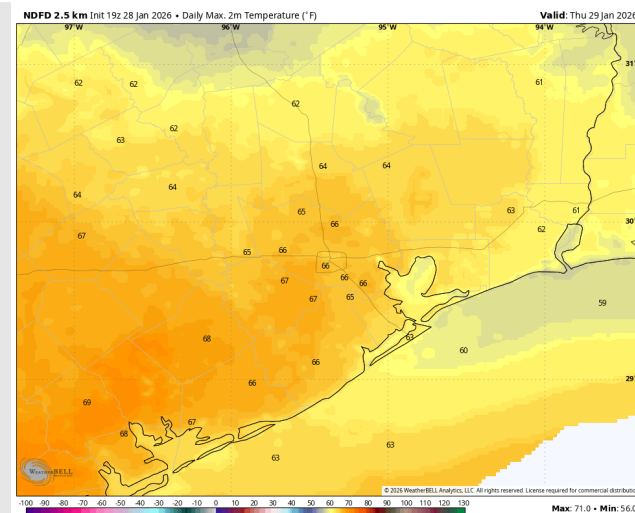 NDFD 2.5 km Init 19z 28 Jan 2026 • Daily Max. 2m Temperature (°F)
Valid: Thu 29 Jan 2026
97°W 96°W 95°W 94°W
31°
62 62 61
62
62
63
64 64
64
65 63 61
30°
66
62
67
65 66
66
67 66 66
67 65
59
68 63
60
66
29°
66
69
67
68
63 63
WEATHERBELL
© 2026 WeatherBELL Analytics, LLC. All rights reserved. License required for commercial distributio
-100 -90 -80 -70 -60 -50 -40 -30 -20 -10 0 10 20 30 40 50 60 70 80 90 100 110 120 130
Max: 71.0 • Min: 56.